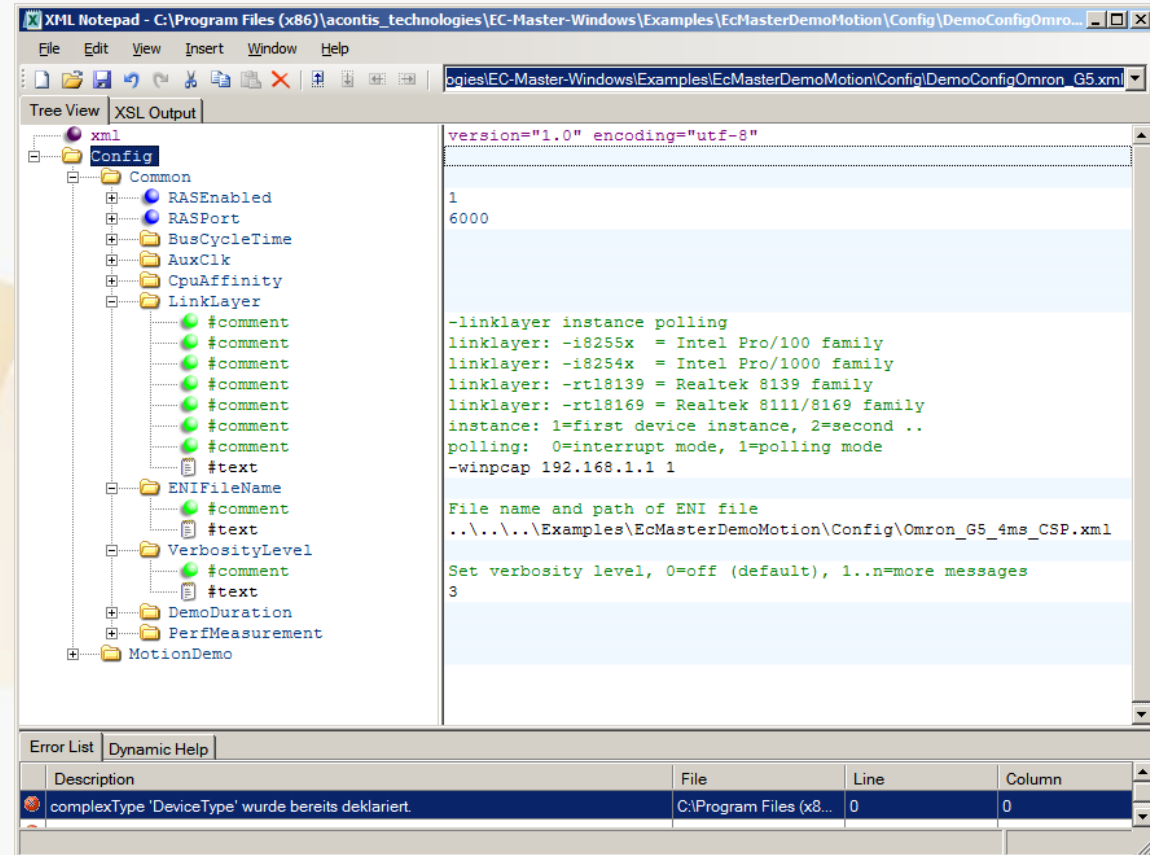 XML Notepad - C:\Program Files (x86)\acontis_technologies\EC-Master-Windows\Examples\EcMasterDemoMotion\Config\DemoConfigOmro...
File Edit View Insert Window Help
ogies\EC-Master-Windows\Examples\EcMasterDemoMotion\Config\DemoConfigOmron_G5.xml
Tree View XSL Output
xml version="1.0" encoding="utf-8"
Config
Common
RASEnabled 1
RASPort 6000
BusCycleTime
AuxClk
CpuAffinity
LinkLayer
#comment -linklayer instance polling
#comment linklayer: -i8255x = Intel Pro/100 family
#comment linklayer: -i8254x = Intel Pro/1000 family
#comment linklayer: -rtl8139 = Realtek 8139 family
#comment linklayer: -rtl8169 = Realtek 8111/8169 family
#comment instance: 1=first device instance, 2=second ..
#comment polling: 0=interrupt mode, 1=polling mode
#text -winpcap 192.168.1.1 1
ENIFileName
#comment File name and path of ENI file
#text ..\..\..\Examples\EcMasterDemoMotion\Config\Omron_G5_4ms_CSP.xml
VerbosityLevel
#comment Set verbosity level, 0=off (default), 1..n=more messages
#text 3
DemoDuration
PerfMeasurement
MotionDemo
Error List Dynamic Help
Description File Line Column
complexType 'DeviceType' wurde bereits deklariert. C:\Program Files (x8... 0 0